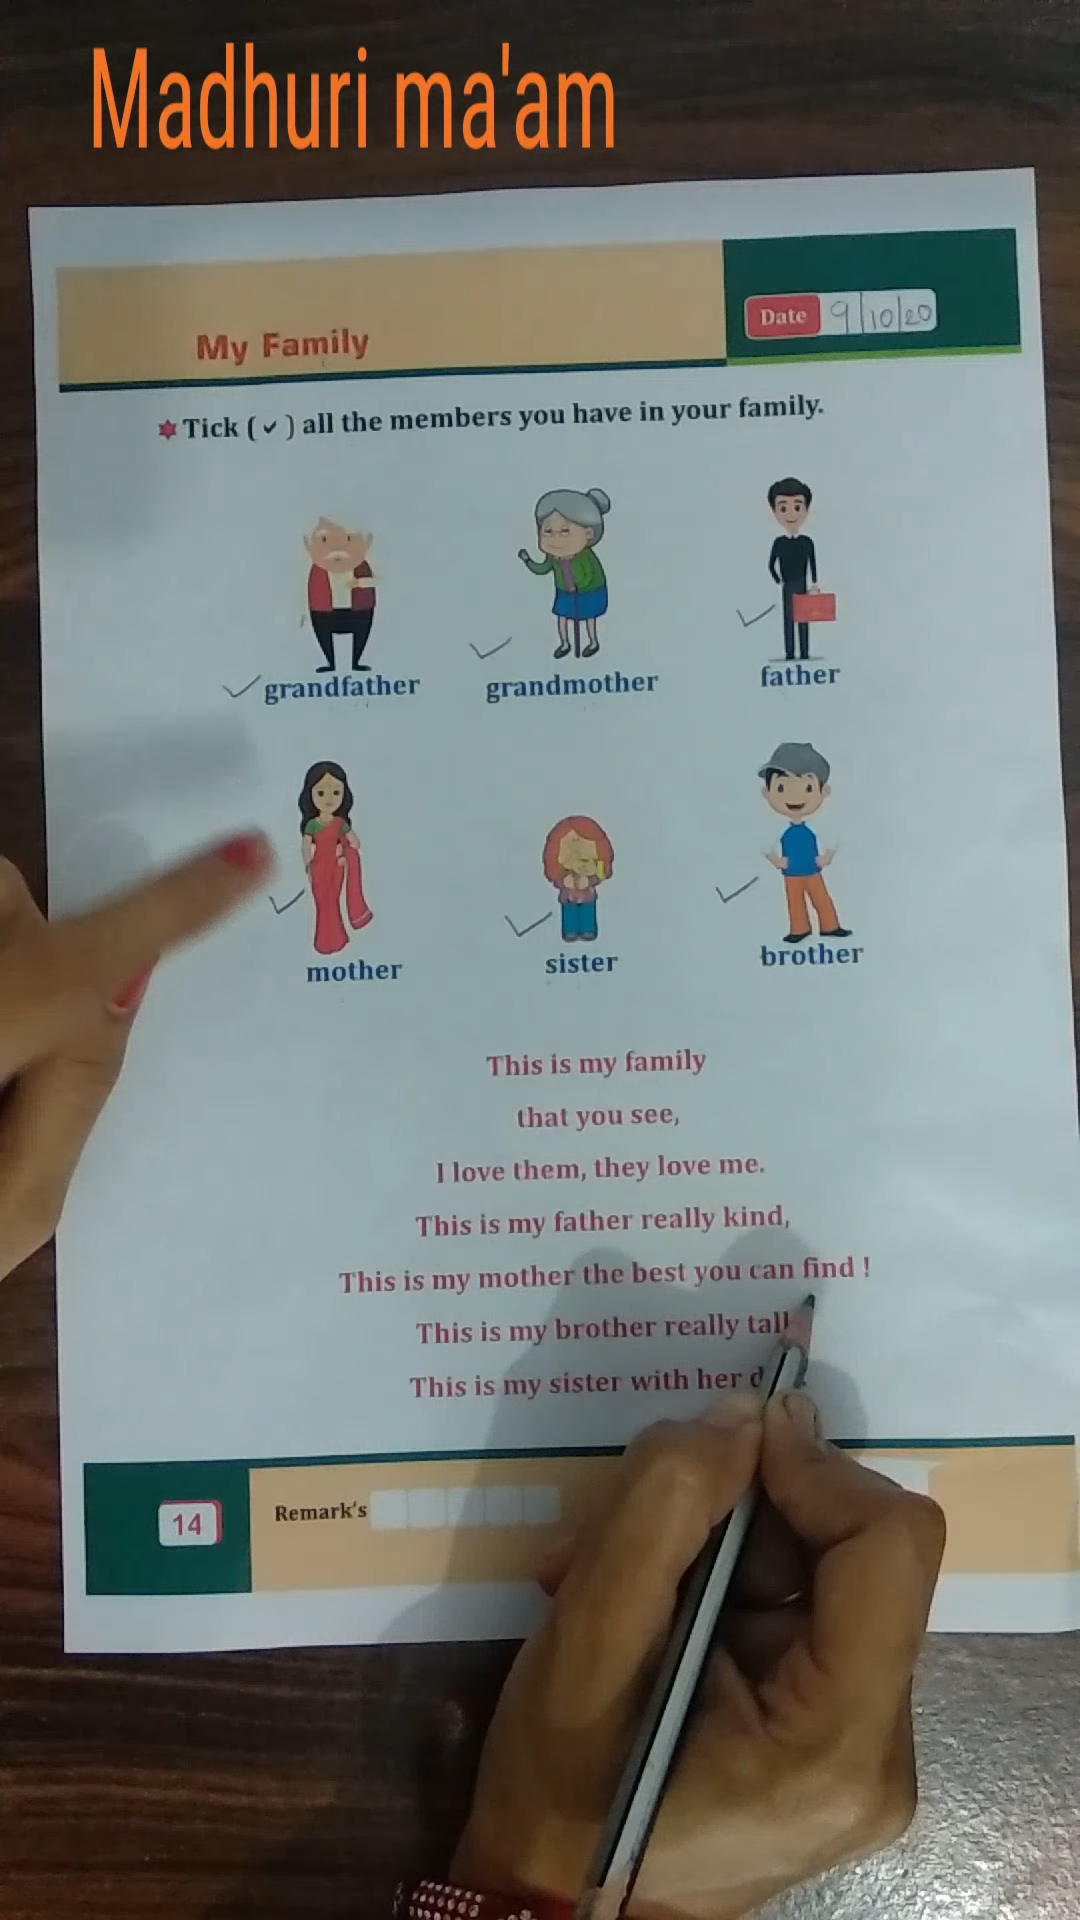 Madhuri ma'am
My Family
Date 9/10/20
Tick ( ✓ ) all the members you have in your family.
grandfather grandmother father
mother sister brother
This is my family
that you see,
I love them, they love me.
This is my father really kind,
This is my mother the best you can find !
This is my brother really tall
This is my sister with her
14 Remark's